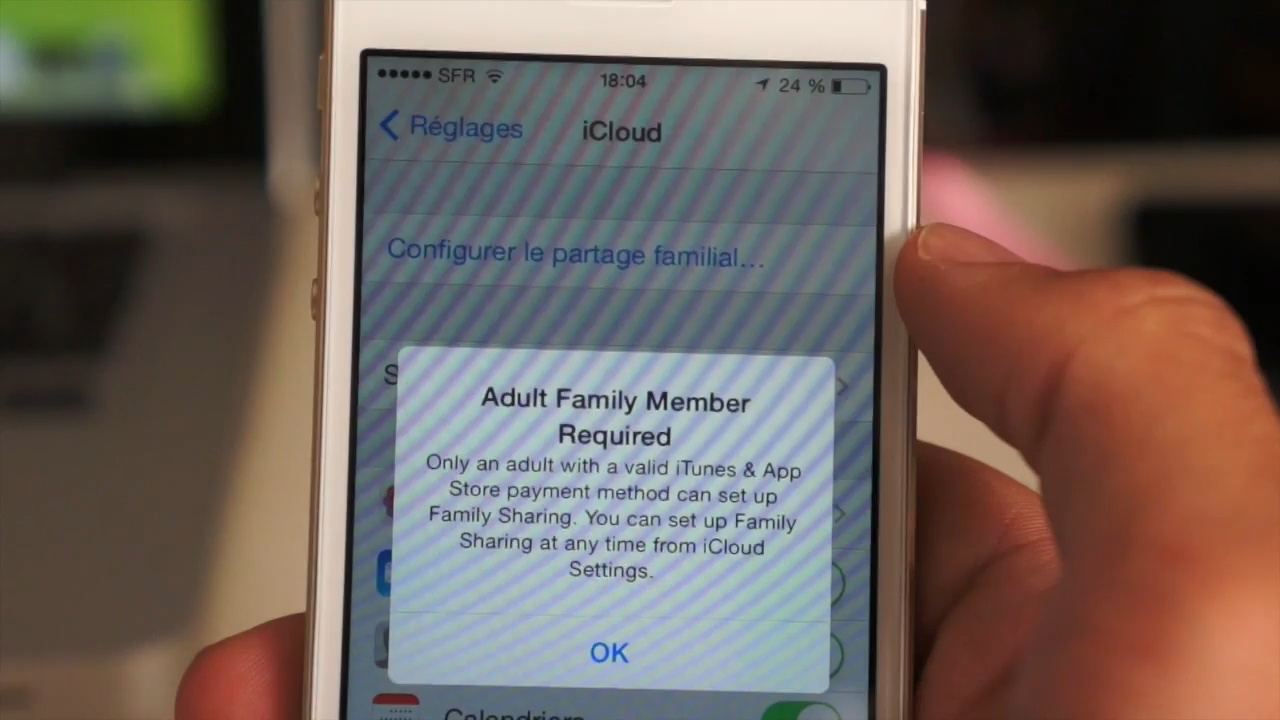 SFR 18:04 24 %
Réglages iCloud
Configurer le partage familial...
S
Adult Family Member
Required
Only an adult with a valid iTunes & App
Store payment method can set up
Family Sharing. You can set up Family
Sharing at any time from iCloud
Settings.
OK
Calendriers